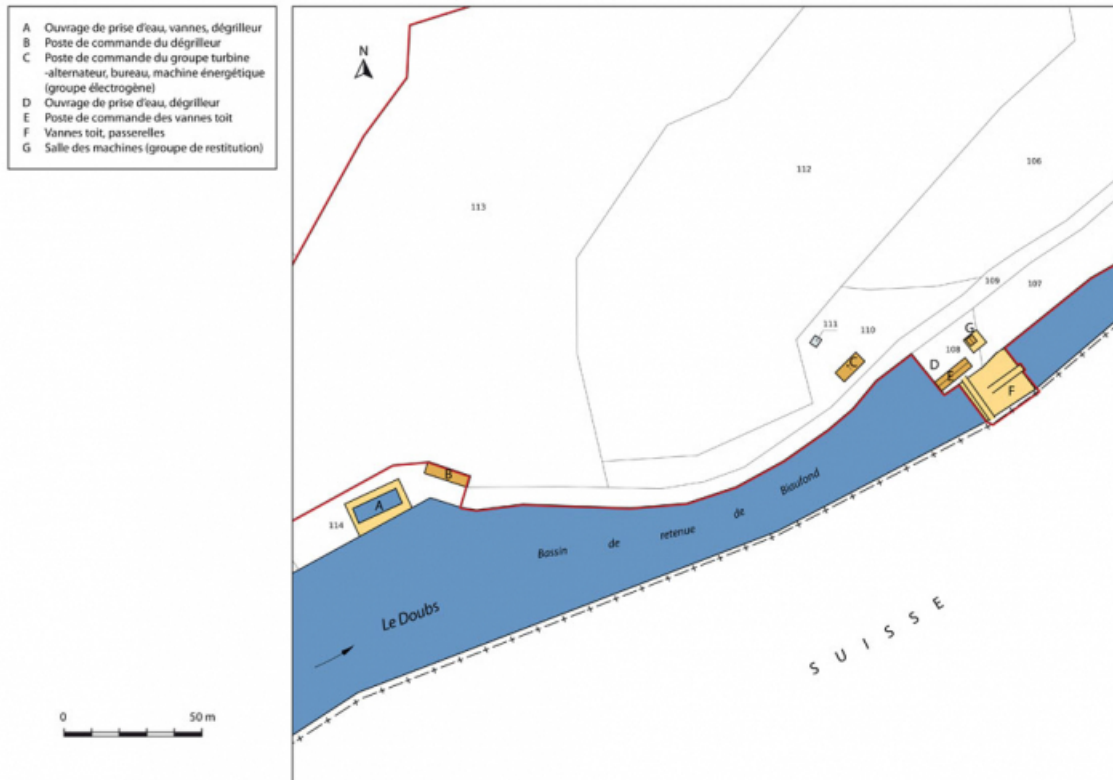 A Ouvrage de prise d'eau, vannes, dégrilleur
B Poste de commande du dégrilleur
C Poste de commande du groupe turbine
-alternateur, bureau, machine énergétique
(groupe électrogène)
D Ouvrage de prise d'eau, dégrilleur
E Poste de commande des vannes toit
F Vannes toit, passerelles
G Salle des machines (groupe de restitution)
N
106
112
113
109
107
111
110
G
108
C
D
E
F
B
A
114
Bassin de retenue de Biaufond
Le Doubs
SUISSE
0 50 m